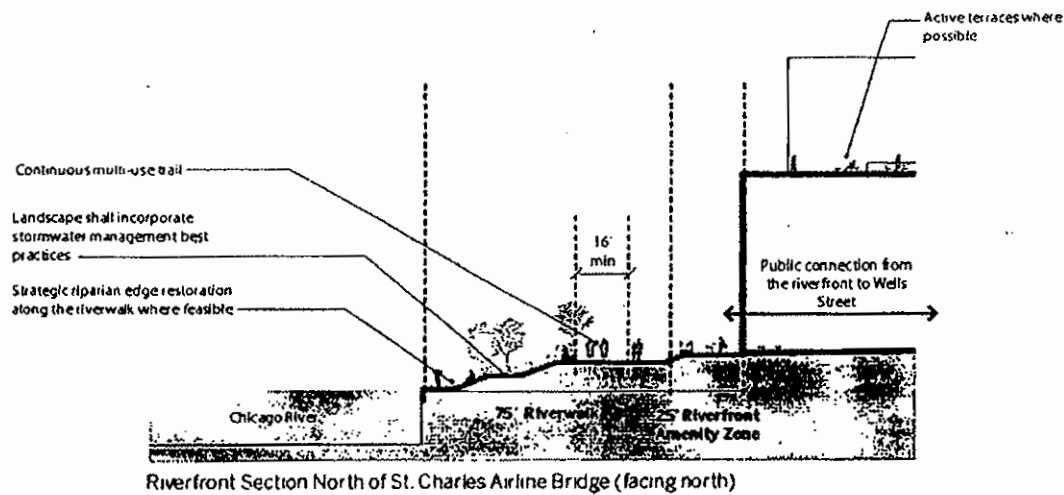 Active terraces where
possible
Continuous multi-use trail
Landscape shall incorporate
stormwater management best
practices
Strategic riparian edge restoration
along the riverwalk where feasible
16'
min
Public connection from
the riverfront to Wells
Street
Chicago River
75' Riverwalk
25' Riverfront
Amenity Zone
Riverfront Section North of St. Charles Airline Bridge (facing north)